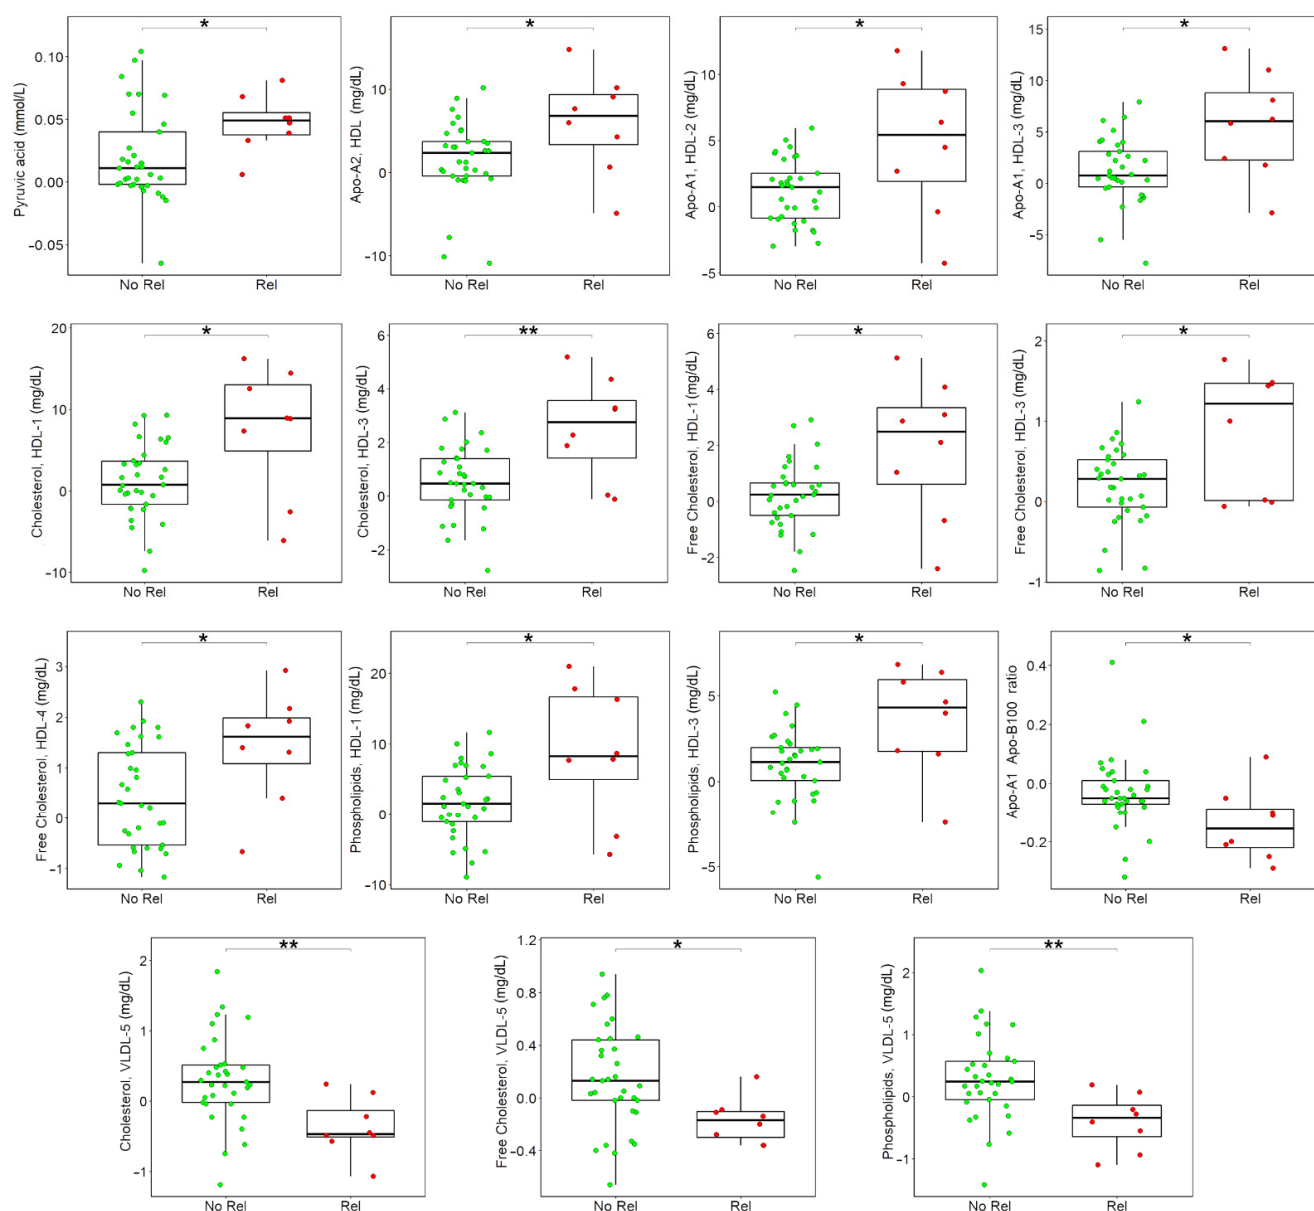 *
Pyruvic acid (mmol/L)
0.10
0.05
0.00
−0.05
No Rel
Rel
*
Apo-A2, HDL (mg/dL)
10
0
−10
No Rel
Rel
*
Apo-A1, HDL-2 (mg/dL)
10
5
0
−5
No Rel
Rel
*
Apo-A1, HDL-3 (mg/dL)
15
10
5
0
−5
No Rel
Rel
*
Cholesterol, HDL-1 (mg/dL)
20
10
0
−10
No Rel
Rel
**
Cholesterol, HDL-3 (mg/dL)
6
4
2
0
−2
No Rel
Rel
*
Free Cholesterol, HDL-1 (mg/dL)
6
4
2
0
−2
No Rel
Rel
*
Free Cholesterol, HDL-3 (mg/dL)
2
1
0
−1
No Rel
Rel
*
Free Cholesterol, HDL-4 (mg/dL)
3
2
1
0
−1
No Rel
Rel
*
Phospholipids, HDL-1 (mg/dL)
20
10
0
−10
No Rel
Rel
*
Phospholipids, HDL-3 (mg/dL)
5
0
−5
No Rel
Rel
*
Apo-A1 Apo-B100 ratio
0.4
0.2
0.0
−0.2
No Rel
Rel
**
Cholesterol, VLDL-5 (mg/dL)
2
1
0
−1
No Rel
Rel
*
Free Cholesterol, VLDL-5 (mg/dL)
1.2
0.8
0.4
0.0
−0.4
No Rel
Rel
**
Phospholipids, VLDL-5 (mg/dL)
2
1
0
−1
No Rel
Rel